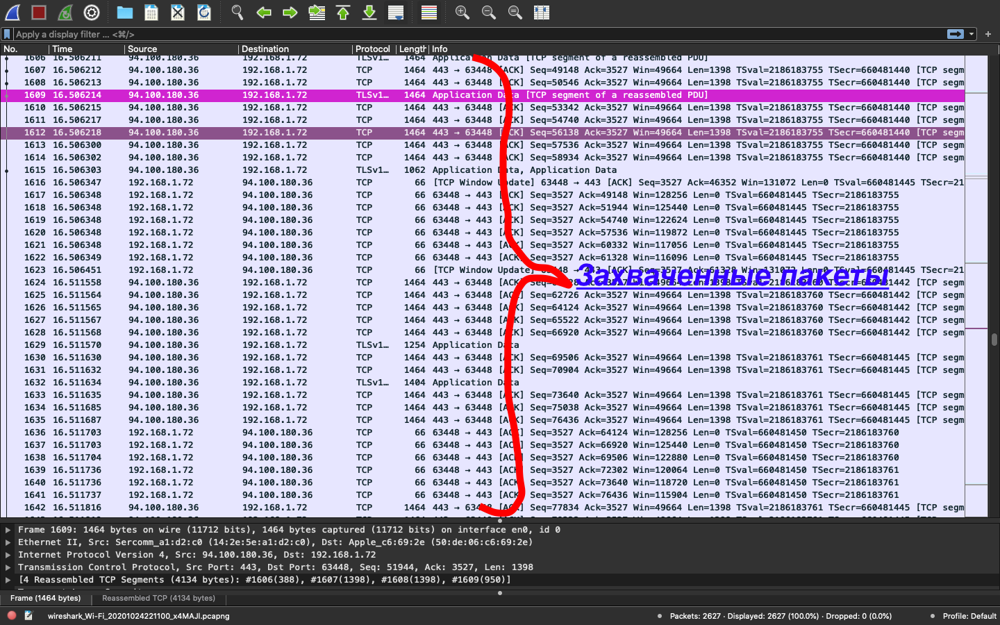 Apply a display filter ... <⌘/>
No. Time Source Destination Protocol Length Info
1606 16.506211 94.100.180.36 192.168.1.72 TLSv1… 1464 Application Data [TCP segment of a reassembled PDU]
1607 16.506212 94.100.180.36 192.168.1.72 TCP 1464 443 → 63448 [ACK] Seq=49148 Ack=3527 Win=49664 Len=1398 TSval=2186183755 TSecr=660481440 [TCP segm
1608 16.506213 94.100.180.36 192.168.1.72 TCP 1464 443 → 63448 [ACK] Seq=50546 Ack=3527 Win=49664 Len=1398 TSval=2186183755 TSecr=660481440 [TCP segm
1609 16.506214 94.100.180.36 192.168.1.72 TLSv1… 1464 Application Data [TCP segment of a reassembled PDU]
1610 16.506215 94.100.180.36 192.168.1.72 TCP 1464 443 → 63448 [ACK] Seq=53342 Ack=3527 Win=49664 Len=1398 TSval=2186183755 TSecr=660481440 [TCP segm
1611 16.506217 94.100.180.36 192.168.1.72 TCP 1464 443 → 63448 [ACK] Seq=54740 Ack=3527 Win=49664 Len=1398 TSval=2186183755 TSecr=660481440 [TCP segm
1612 16.506218 94.100.180.36 192.168.1.72 TCP 1464 443 → 63448 [ACK] Seq=56138 Ack=3527 Win=49664 Len=1398 TSval=2186183755 TSecr=660481440 [TCP segm
1613 16.506300 94.100.180.36 192.168.1.72 TCP 1464 443 → 63448 [ACK] Seq=57536 Ack=3527 Win=49664 Len=1398 TSval=2186183755 TSecr=660481440 [TCP segm
1614 16.506302 94.100.180.36 192.168.1.72 TCP 1464 443 → 63448 [ACK] Seq=58934 Ack=3527 Win=49664 Len=1398 TSval=2186183755 TSecr=660481440 [TCP segm
1615 16.506303 94.100.180.36 192.168.1.72 TLSv1… 1062 Application Data, Application Data
1616 16.506347 192.168.1.72 94.100.180.36 TCP 66 [TCP Window Update] 63448 → 443 [ACK] Seq=3527 Ack=46352 Win=131072 Len=0 TSval=660481445 TSecr=21
1617 16.506348 192.168.1.72 94.100.180.36 TCP 66 63448 → 443 [ACK] Seq=3527 Ack=49148 Win=128256 Len=0 TSval=660481445 TSecr=2186183755
1618 16.506348 192.168.1.72 94.100.180.36 TCP 66 63448 → 443 [ACK] Seq=3527 Ack=51944 Win=125440 Len=0 TSval=660481445 TSecr=2186183755
1619 16.506348 192.168.1.72 94.100.180.36 TCP 66 63448 → 443 [ACK] Seq=3527 Ack=54740 Win=122624 Len=0 TSval=660481445 TSecr=2186183755
1620 16.506348 192.168.1.72 94.100.180.36 TCP 66 63448 → 443 [ACK] Seq=3527 Ack=57536 Win=119872 Len=0 TSval=660481445 TSecr=2186183755
1621 16.506348 192.168.1.72 94.100.180.36 TCP 66 63448 → 443 [ACK] Seq=3527 Ack=60332 Win=117056 Len=0 TSval=660481445 TSecr=2186183755
1622 16.506349 192.168.1.72 94.100.180.36 TCP 66 63448 → 443 [ACK] Seq=3527 Ack=61328 Win=116096 Len=0 TSval=660481445 TSecr=2186183755
1623 16.506451 192.168.1.72 94.100.180.36 TCP 66 [TCP Window Update] 63448 → 443 [ACK] Seq=3527 Ack=61328 Win=131072 Len=0 TSval=660481445 TSecr=21
Захваченные пакеты
1624 16.511558 94.100.180.36 192.168.1.72 TCP 1464 443 → 63448 [ACK] Ack=3527 Win=49664 Len=1398 TSval=2186183760 TSecr=660481442 [TCP segm
1625 16.511564 94.100.180.36 192.168.1.72 TCP 1464 443 → 63448 [ACK] Seq=62726 Ack=3527 Win=49664 Len=1398 TSval=2186183760 TSecr=660481442 [TCP segm
1626 16.511565 94.100.180.36 192.168.1.72 TCP 1464 443 → 63448 [ACK] Seq=64124 Ack=3527 Win=49664 Len=1398 TSval=2186183760 TSecr=660481442 [TCP segm
1627 16.511567 94.100.180.36 192.168.1.72 TCP 1464 443 → 63448 [ACK] Seq=65522 Ack=3527 Win=49664 Len=1398 TSval=2186183760 TSecr=660481442 [TCP segm
1628 16.511568 94.100.180.36 192.168.1.72 TCP 1464 443 → 63448 [ACK] Seq=66920 Ack=3527 Win=49664 Len=1398 TSval=2186183760 TSecr=660481442 [TCP segm
1629 16.511570 94.100.180.36 192.168.1.72 TLSv1… 1254 Application Data
1630 16.511630 94.100.180.36 192.168.1.72 TCP 1464 443 → 63448 [ACK] Seq=69506 Ack=3527 Win=49664 Len=1398 TSval=2186183761 TSecr=660481445 [TCP segm
1631 16.511632 94.100.180.36 192.168.1.72 TCP 1464 443 → 63448 [ACK] Seq=70904 Ack=3527 Win=49664 Len=1398 TSval=2186183761 TSecr=660481445 [TCP segm
1632 16.511634 94.100.180.36 192.168.1.72 TLSv1… 1404 Application Data
1633 16.511635 94.100.180.36 192.168.1.72 TCP 1464 443 → 63448 [ACK] Seq=73640 Ack=3527 Win=49664 Len=1398 TSval=2186183761 TSecr=660481445 [TCP segm
1634 16.511685 94.100.180.36 192.168.1.72 TCP 1464 443 → 63448 [ACK] Seq=75038 Ack=3527 Win=49664 Len=1398 TSval=2186183761 TSecr=660481445 [TCP segm
1635 16.511687 94.100.180.36 192.168.1.72 TCP 1464 443 → 63448 [ACK] Seq=76436 Ack=3527 Win=49664 Len=1398 TSval=2186183761 TSecr=660481445 [TCP segm
1636 16.511703 192.168.1.72 94.100.180.36 TCP 66 63448 → 443 [ACK] Seq=3527 Ack=64124 Win=128256 Len=0 TSval=660481450 TSecr=2186183760
1637 16.511703 192.168.1.72 94.100.180.36 TCP 66 63448 → 443 [ACK] Seq=3527 Ack=66920 Win=125440 Len=0 TSval=660481450 TSecr=2186183760
1638 16.511704 192.168.1.72 94.100.180.36 TCP 66 63448 → 443 [ACK] Seq=3527 Ack=69506 Win=122880 Len=0 TSval=660481450 TSecr=2186183760
1639 16.511736 192.168.1.72 94.100.180.36 TCP 66 63448 → 443 [ACK] Seq=3527 Ack=72302 Win=120064 Len=0 TSval=660481450 TSecr=2186183761
1640 16.511736 192.168.1.72 94.100.180.36 TCP 66 63448 → 443 [ACK] Seq=3527 Ack=73640 Win=118720 Len=0 TSval=660481450 TSecr=2186183761
1641 16.511737 192.168.1.72 94.100.180.36 TCP 66 63448 → 443 [ACK] Seq=3527 Ack=76436 Win=115904 Len=0 TSval=660481450 TSecr=2186183761
1642 16.511816 94.100.180.36 192.168.1.72 TCP 1464 443 → 63448 [ACK] Seq=77834 Ack=3527 Win=49664 Len=1398 TSval=2186183761 TSecr=660481445 [TCP segm
Frame 1609: 1464 bytes on wire (11712 bits), 1464 bytes captured (11712 bits) on interface en0, id 0
Ethernet II, Src: Sercomm_a1:d2:c0 (14:2e:5e:a1:d2:c0), Dst: Apple_c6:69:2e (50:de:06:c6:69:2e)
Internet Protocol Version 4, Src: 94.100.180.36, Dst: 192.168.1.72
Transmission Control Protocol, Src Port: 443, Dst Port: 63448, Seq: 51944, Ack: 3527, Len: 1398
[4 Reassembled TCP Segments (4134 bytes): #1606(388), #1607(1398), #1608(1398), #1609(950)]
Frame (1464 bytes) Reassembled TCP (4134 bytes)
wireshark_Wi-Fi_20201024221100_x4MAJI.pcapng Packets: 2627 · Displayed: 2627 (100.0%) · Dropped: 0 (0.0%) Profile: Default